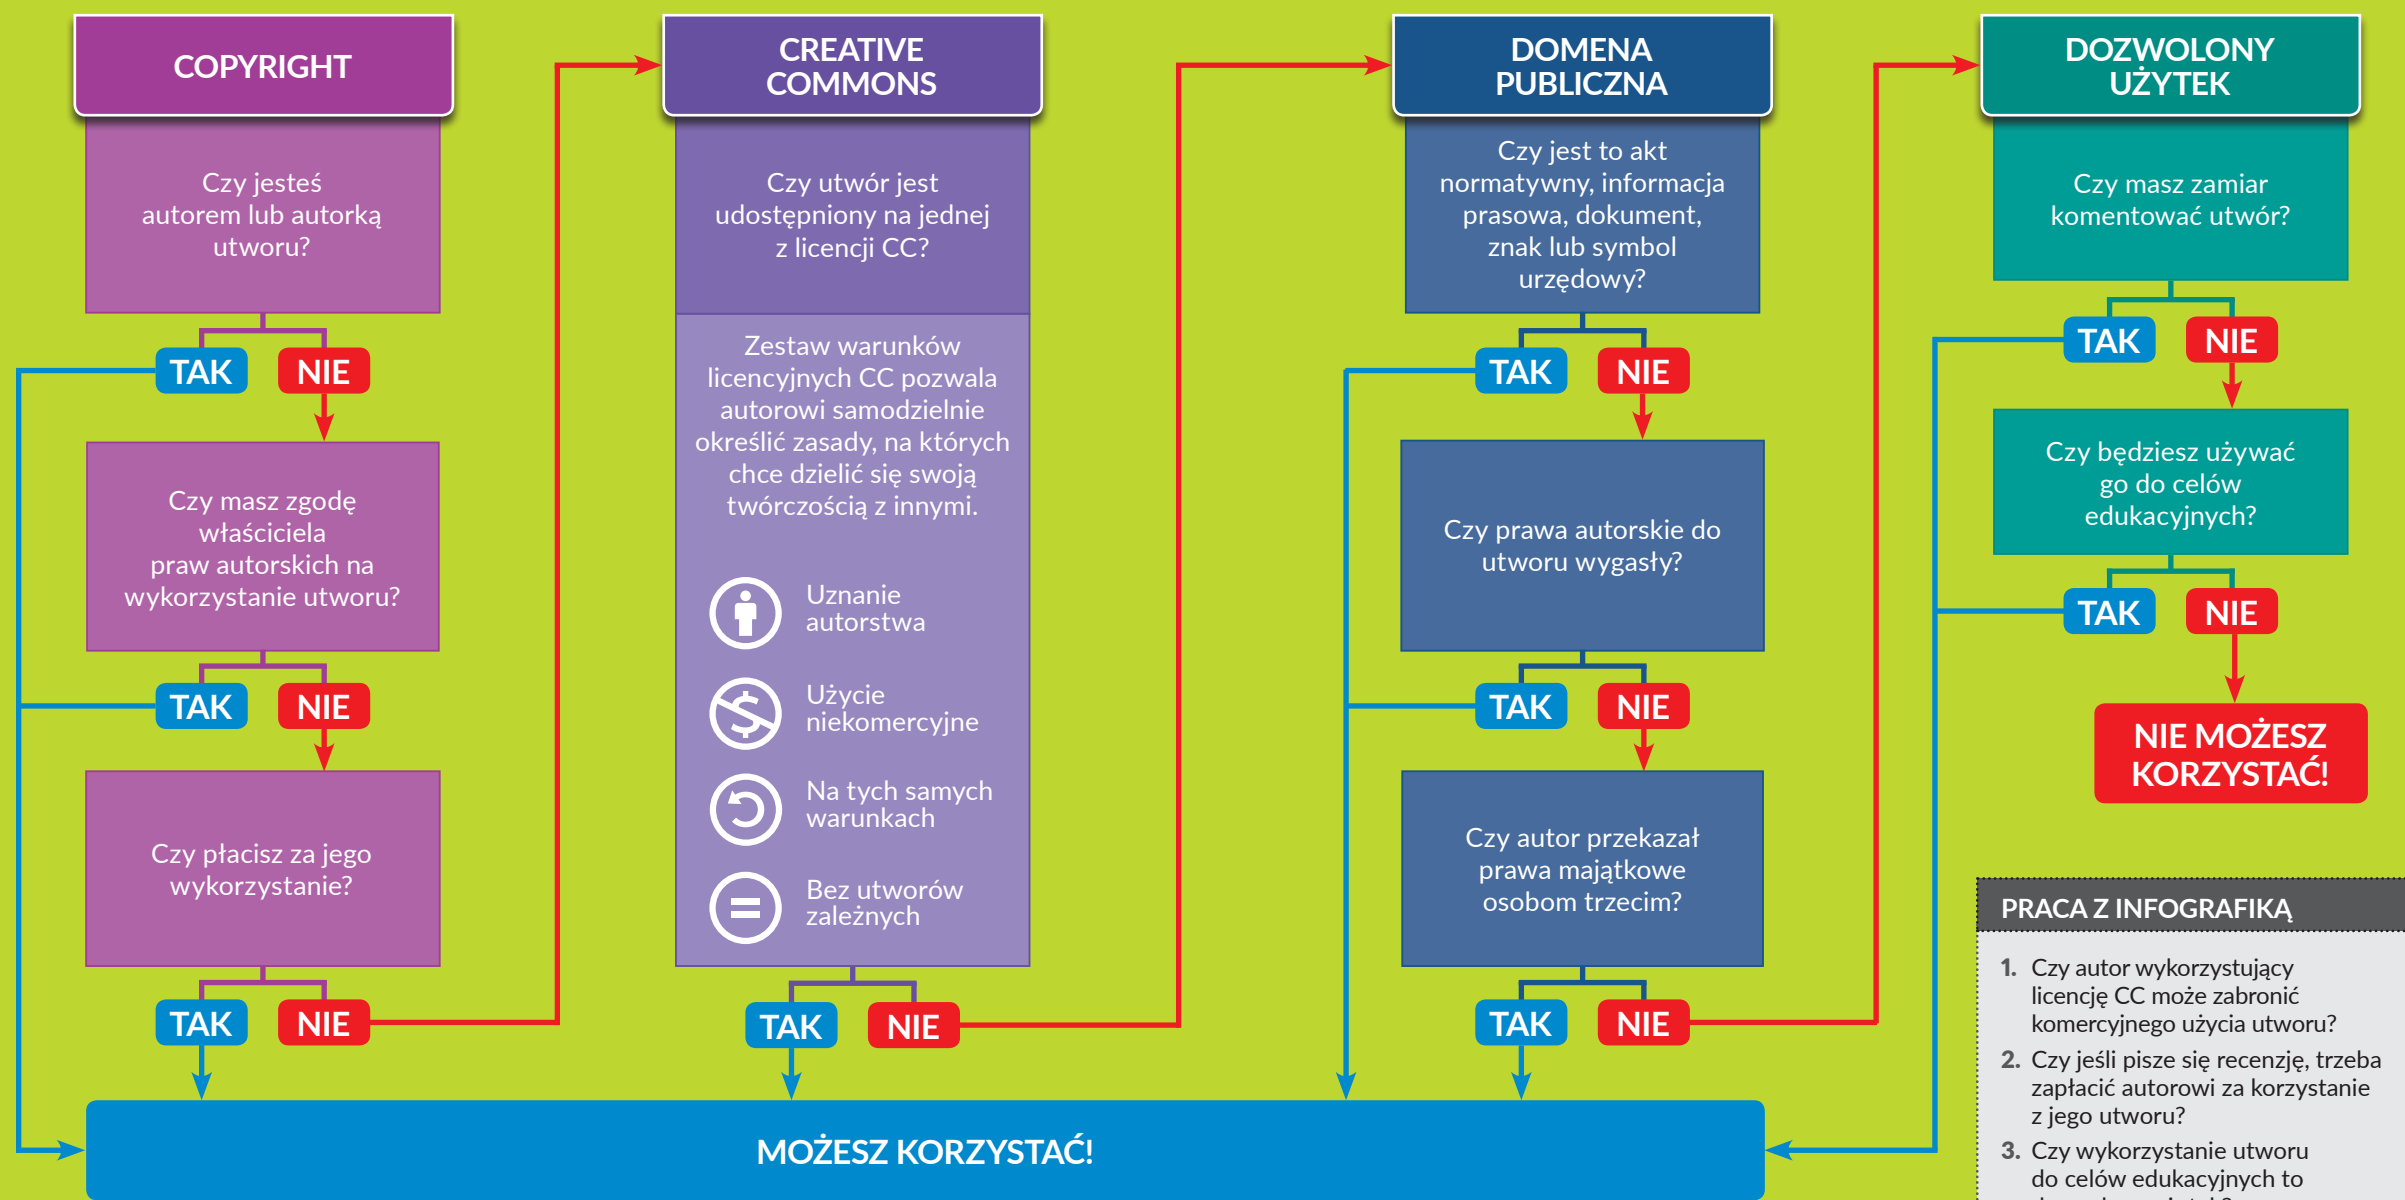 COPYRIGHT
Czy jesteś
autorem lub autorką
utworu?
TAK
NIE
Czy masz zgodę
właściciela
praw autorskich na
wykorzystanie utworu?
TAK
NIE
Czy płacisz za jego
wykorzystanie?
TAK
NIE
CREATIVE
COMMONS
Czy utwór jest
udostępniony na jednej
z licencji CC?
Zestaw warunków
licencyjnych CC pozwala
autorowi samodzielnie
określić zasady, na których
chce dzielić się swoją
twórczością z innymi.
Uznanie
autorstwa
Użycie
niekomercyjne
Na tych samych
warunkach
Bez utworów
zależnych
TAK
NIE
DOMENA
PUBLICZNA
Czy jest to akt
normatywny, informacja
prasowa, dokument,
znak lub symbol
urzędowy?
TAK
NIE
Czy prawa autorskie do
utworu wygasły?
TAK
NIE
Czy autor przekazał
prawa majątkowe
osobom trzecim?
TAK
NIE
DOZWOLONY
UŻYTEK
Czy masz zamiar
komentować utwór?
TAK
NIE
Czy będziesz używać
go do celów
edukacyjnych?
TAK
NIE
NIE MOŻESZ
KORZYSTAĆ!
MOŻESZ KORZYSTAĆ!
PRACA Z INFOGRAFIKĄ
1. Czy autor wykorzystujący
licencję CC może zabronić
komercyjnego użycia utworu?
2. Czy jeśli pisze się recenzję, trzeba
zapłacić autorowi za korzystanie
z jego utworu?
3. Czy wykorzystanie utworu
do celów edukacyjnych to